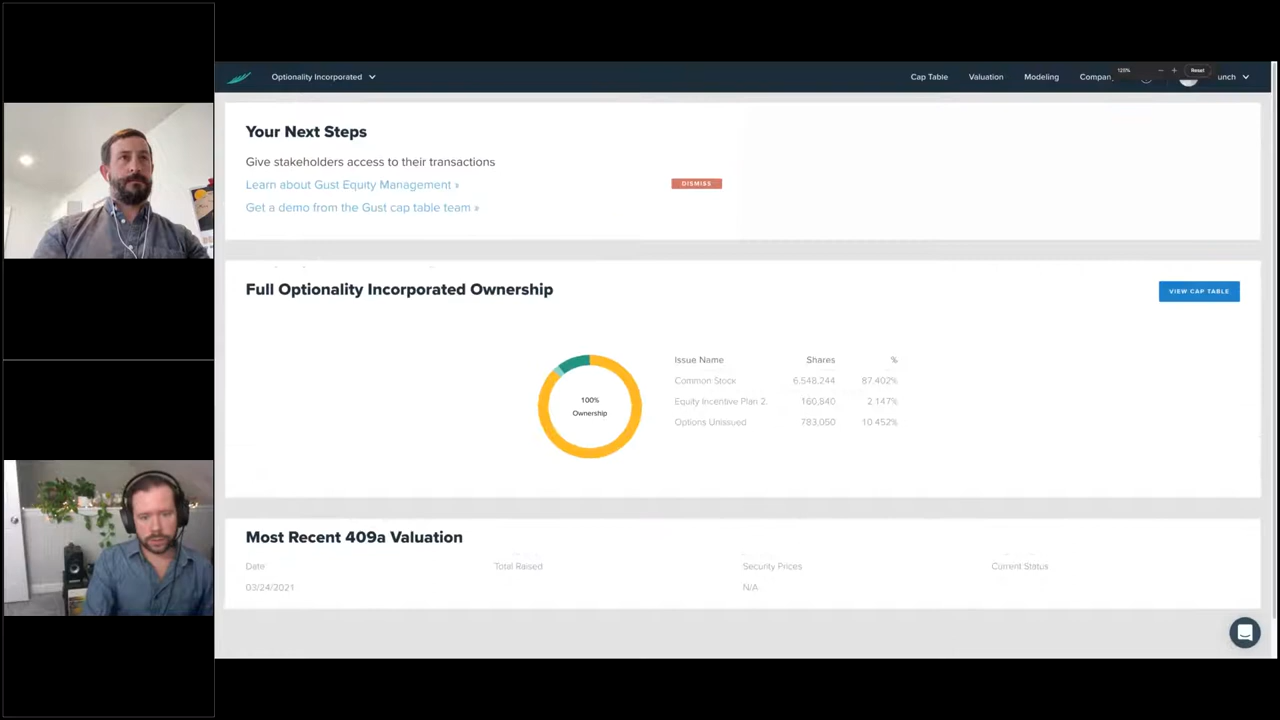 Optionality Incorporated
Cap Table Valuation Modeling Compan
unch
125%
Reset
Your Next Steps
Give stakeholders access to their transactions
Learn about Gust Equity Management »
DISMISS
Get a demo from the Gust cap table team »
Full Optionality Incorporated Ownership
VIEW CAP TABLE
100%
Ownership
Issue Name Shares %
Common Stock 6,548,244 87.402%
Equity Incentive Plan 2. 160,840 2.147%
Options Unissued 783,050 10.452%
Most Recent 409a Valuation
Date Total Raised Security Prices Current Status
03/24/2021 N/A